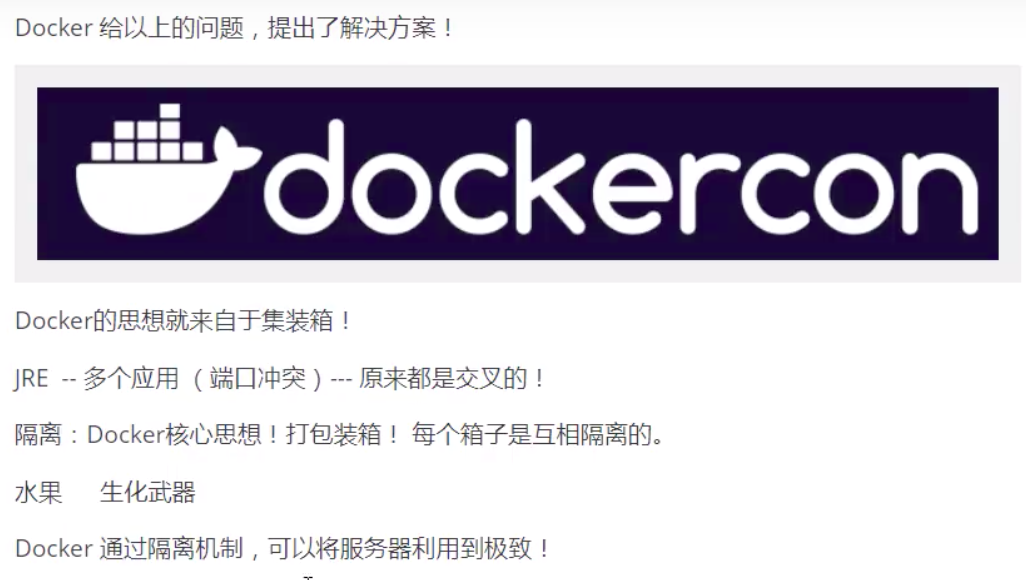 Docker 给以上的问题，提出了解决方案！
dockercon
Docker的思想就来自于集装箱！
JRE -- 多个应用（端口冲突）--- 原来都是交叉的！
隔离：Docker核心思想！打包装箱！ 每个箱子是互相隔离的。
水果 生化武器
Docker 通过隔离机制，可以将服务器利用到极致！